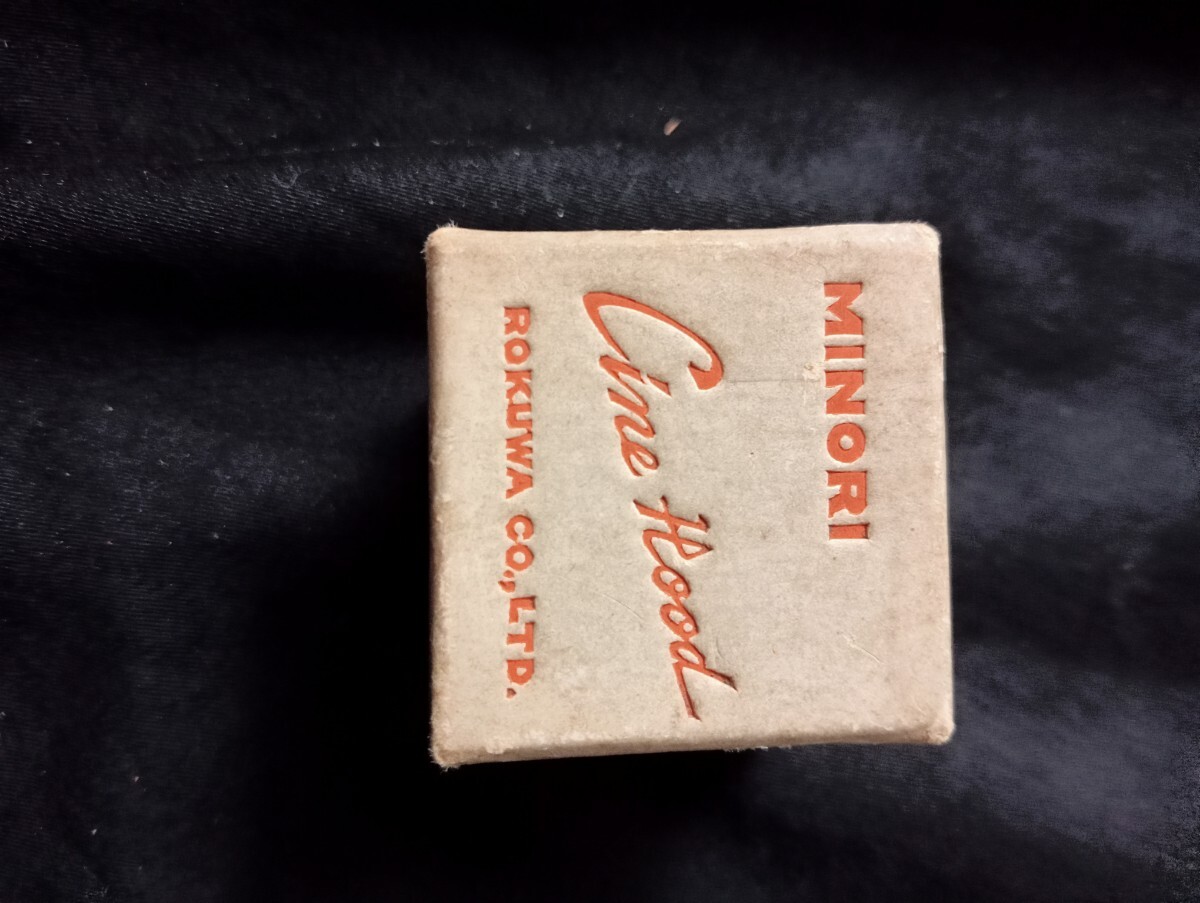 MINORI
Cine Hood
ROKUWA CO,.LTD.